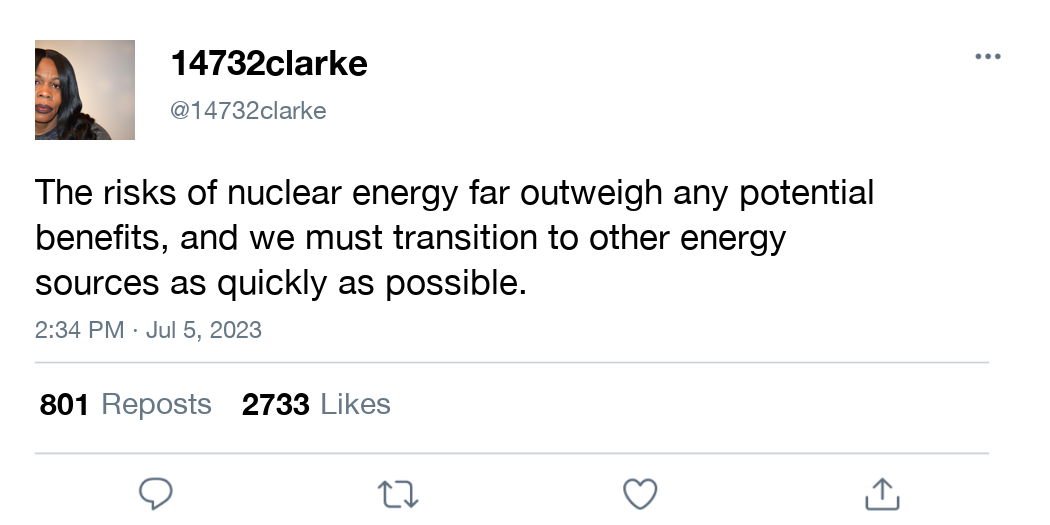 14732clarke
@14732clarke
The risks of nuclear energy far outweigh any potential
benefits, and we must transition to other energy
sources as quickly as possible.
2:34 PM · Jul 5, 2023
801 Reposts 2733 Likes